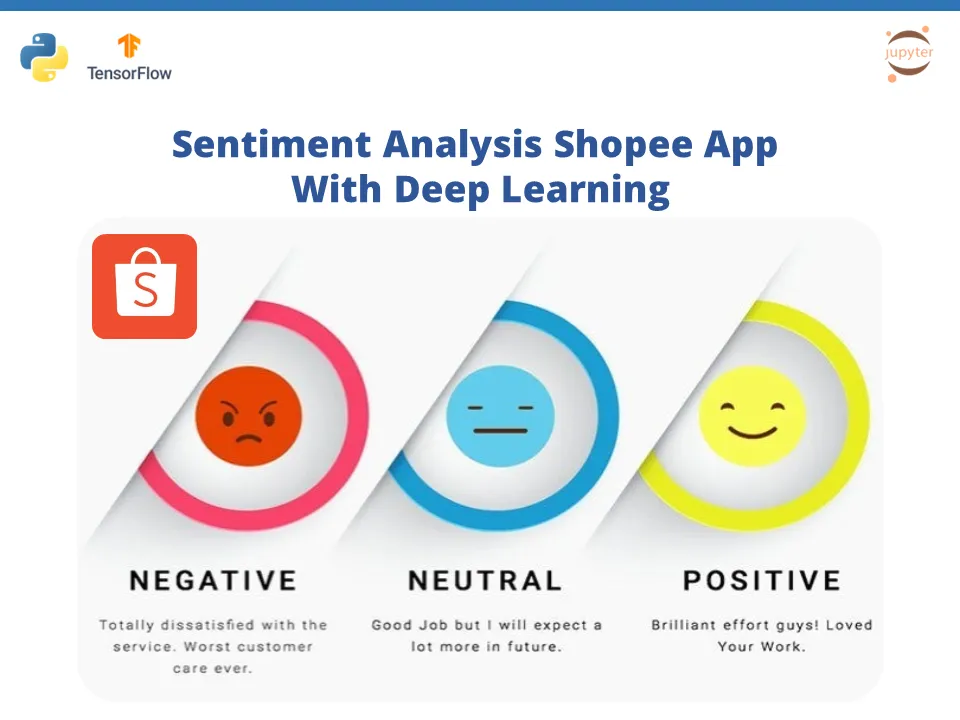 TensorFlow
jupyter
Sentiment Analysis Shopee App
With Deep Learning
S
NEGATIVE
Totally dissatisfied with the
service. Worst customer
care ever.
NEUTRAL
Good Job but I will expect a
lot more in future.
POSITIVE
Brilliant effort guys! Loved
Your Work.